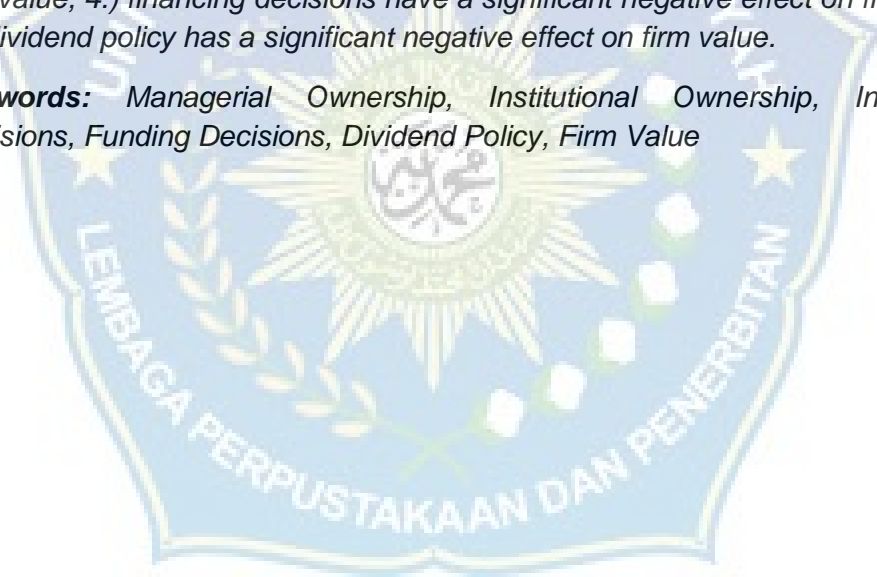 value, 4.) financing decisions have a significant negative effect on fi
dividend policy has a significant negative effect on firm value.
words: Managerial Ownership, Institutional Ownership, In
sions, Funding Decisions, Dividend Policy, Firm Value
LEMBAGA PERPUSTAKAAN DAN PENERBITAN